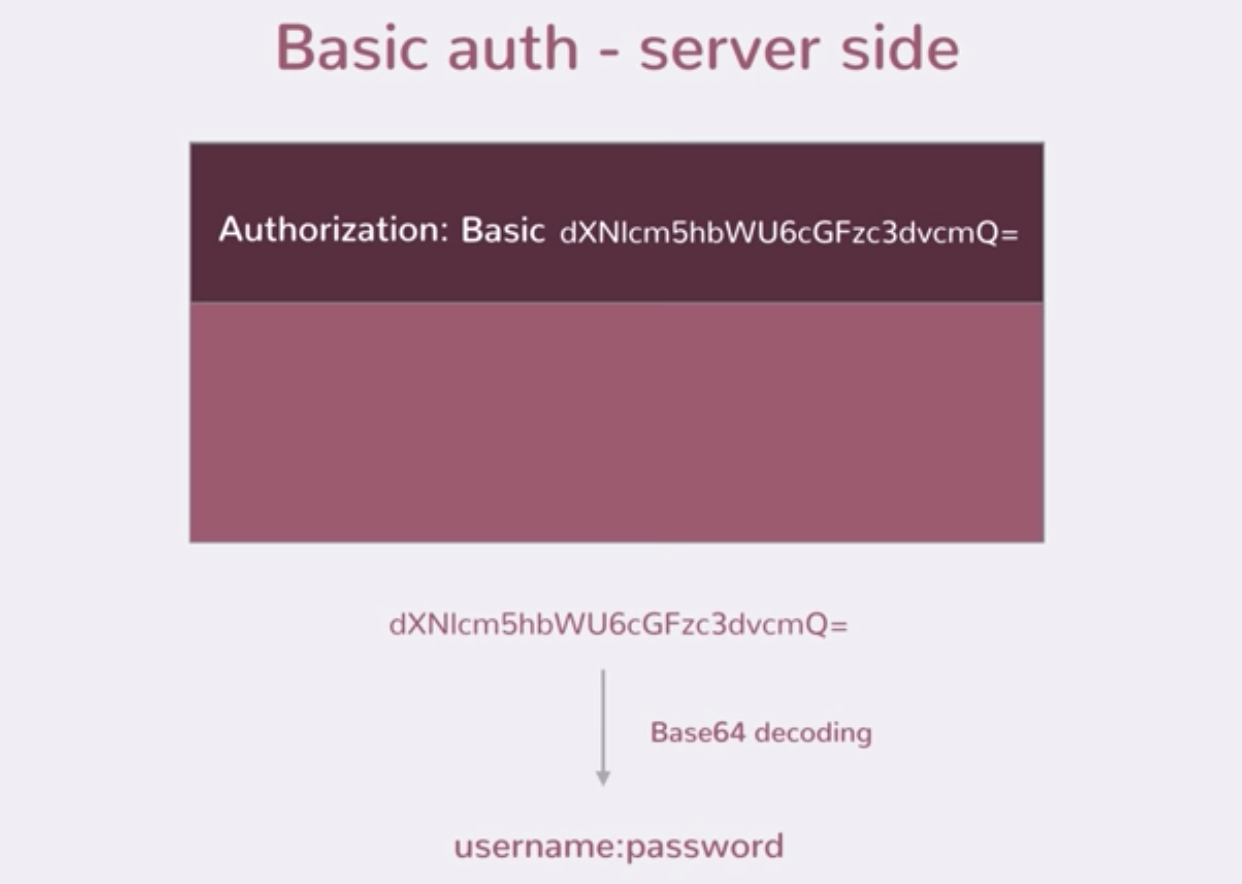 Basic auth - server side
Authorization: Basic dXNlcm5hbWU6cGFzc3dvcmQ=
dXNlcm5hbWU6cGFzc3dvcmQ=
Base64 decoding
username:password